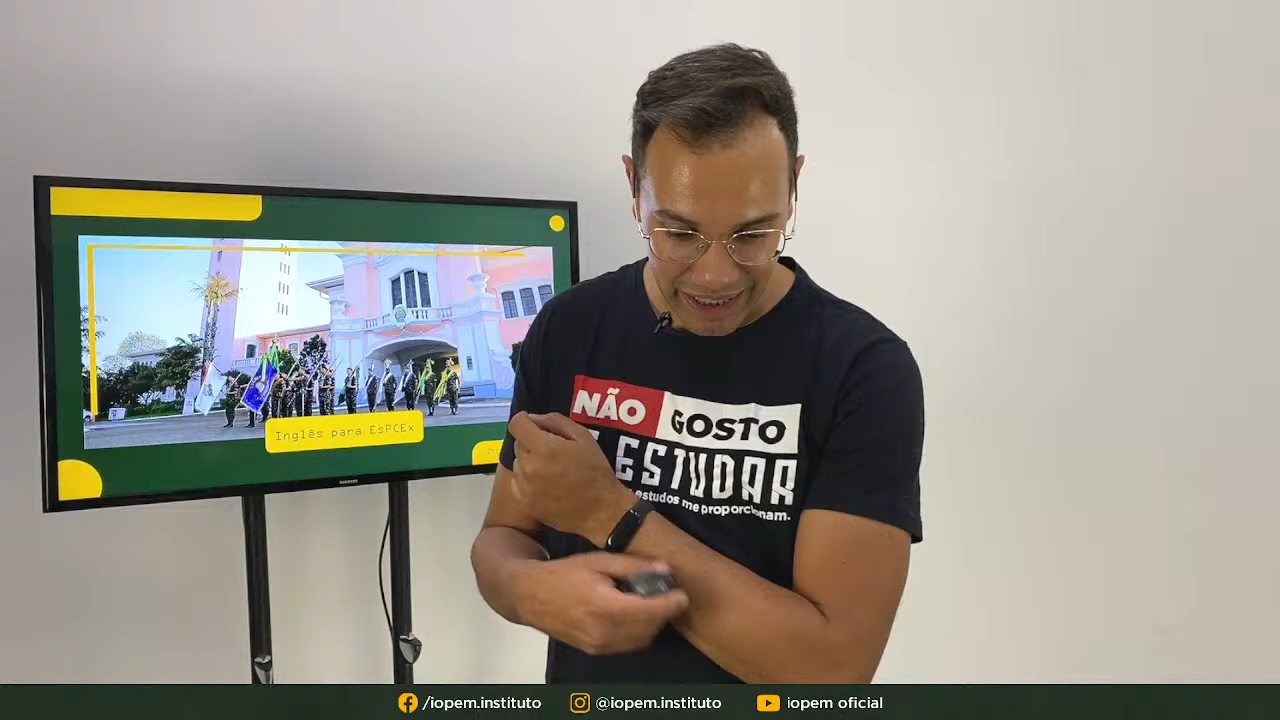 Inglês para EsPCEx
NÃO GOSTO
ESTUDAR
estudos me proporcionam.
/iopem.instituto
@iopem.instituto
iopem oficial